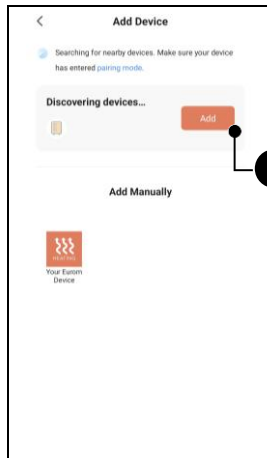 Add Device
Searching for nearby devices. Make sure your device
has entered pairing mode.
Discovering devices...
Add
Add Manually
HEATING
Your Eurom
Device